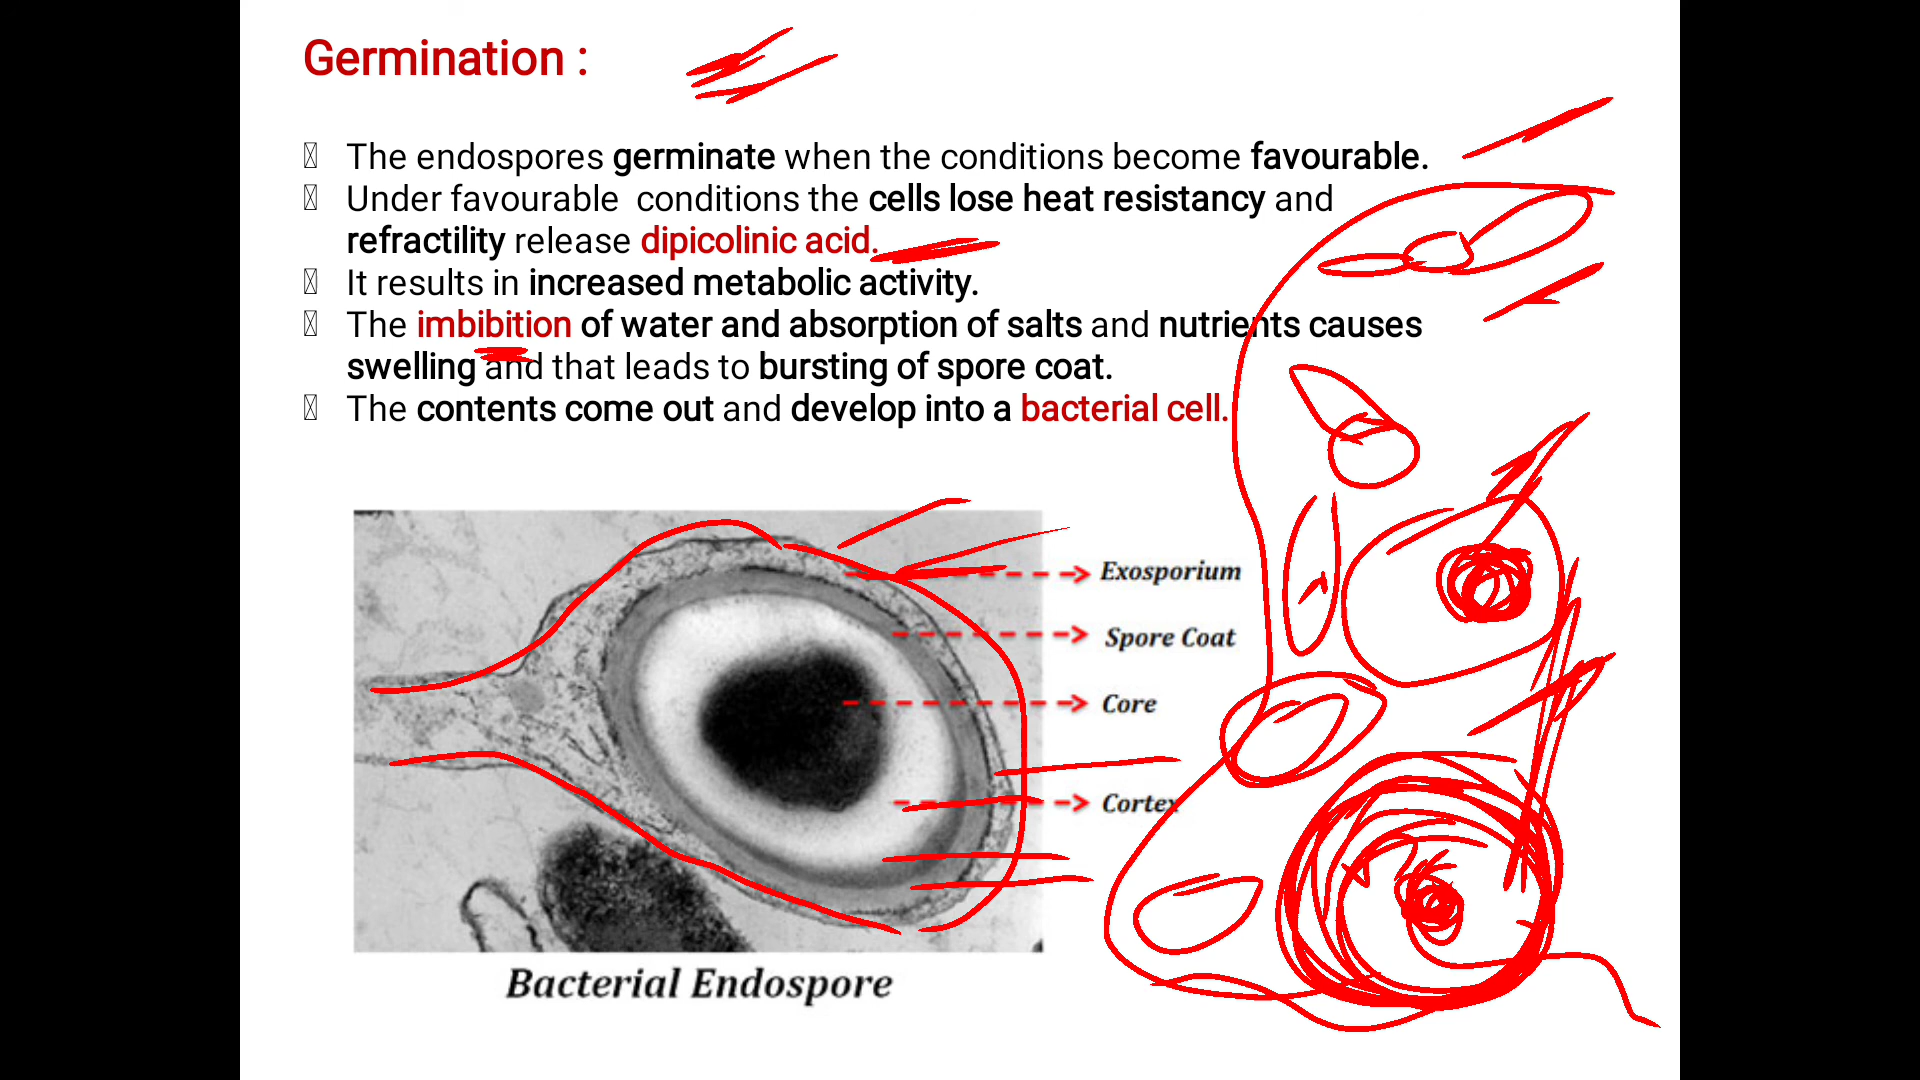 Germination :
The endospores germinate when the conditions become favourable.
Under favourable conditions the cells lose heat resistancy and
refractility release dipicolinic acid.
It results in increased metabolic activity.
The imbibition of water and absorption of salts and nutrients causes
swelling and that leads to bursting of spore coat.
The contents come out and develop into a bacterial cell.
Exosporium
Spore Coat
Core
Cortex
Bacterial Endospore